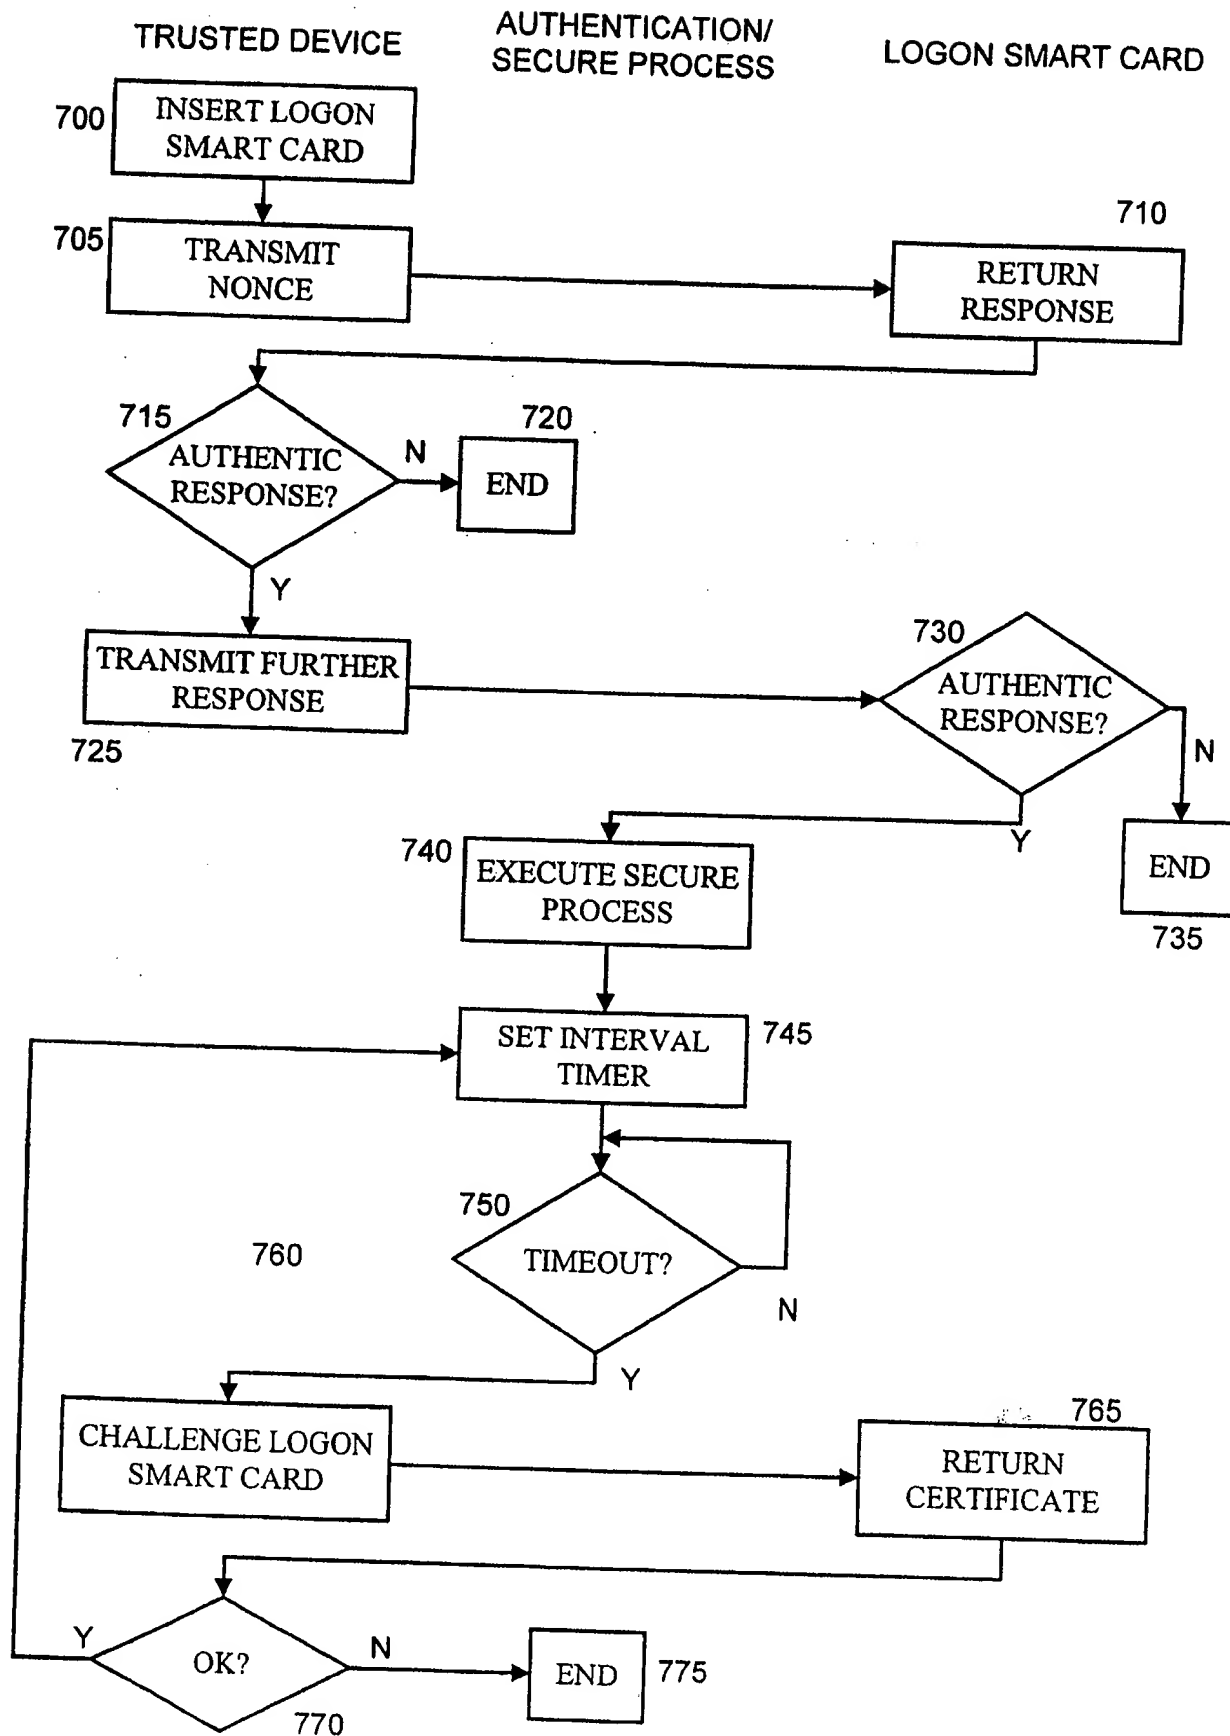 TRUSTED DEVICE
AUTHENTICATION/
SECURE PROCESS
LOGON SMART CARD
700
INSERT LOGON
SMART CARD
705
TRANSMIT
NONCE
710
RETURN
RESPONSE
715
AUTHENTIC
RESPONSE?
N
720
END
Y
TRANSMIT FURTHER
RESPONSE
725
730
AUTHENTIC
RESPONSE?
N
Y
END
735
740
EXECUTE SECURE
PROCESS
SET INTERVAL
TIMER
745
750
TIMEOUT?
N
760
Y
CHALLENGE LOGON
SMART CARD
765
RETURN
CERTIFICATE
Y
OK?
N
END
775
770